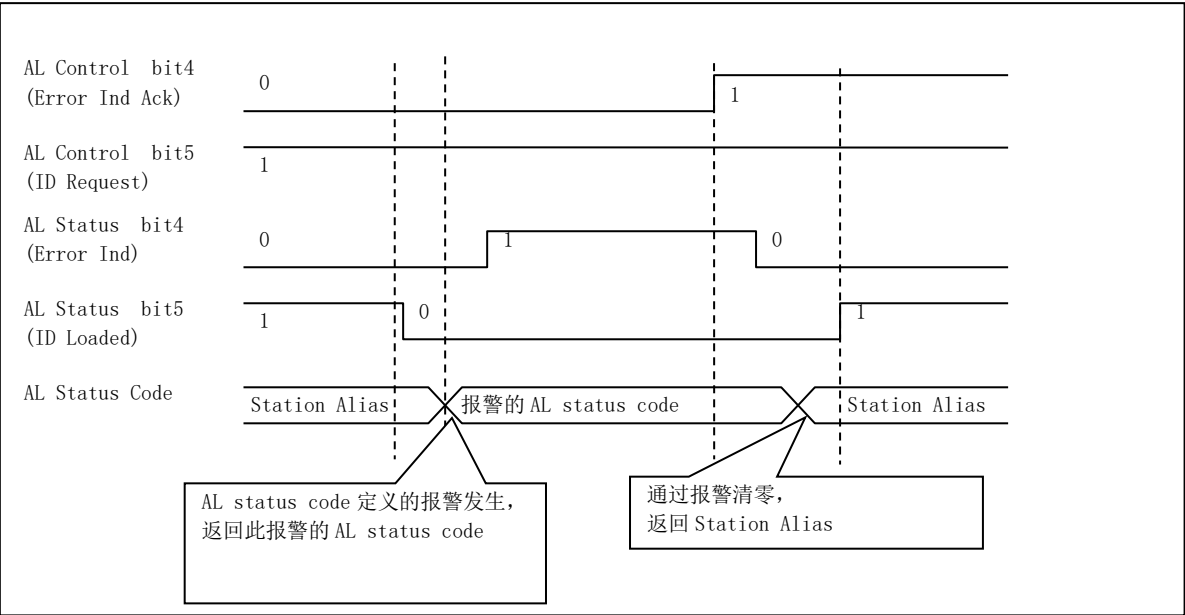 AL Control bit4
(Error Ind Ack)
0
1
AL Control bit5
(ID Request)
1
AL Status bit4
(Error Ind)
0
1
0
AL Status bit5
(ID Loaded)
1
0
1
AL Status Code
Station Alias
报警的 AL status code
Station Alias
AL status code 定义的报警发生，
返回此报警的 AL status code
通过报警清零，
返回 Station Alias